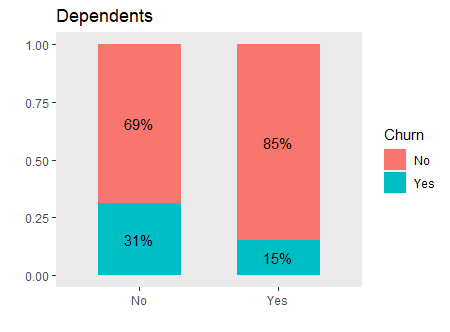 Dependents
1.00
0.75
0.50
0.25
0.00
69%
85%
31%
15%
No
Yes
Churn
No
Yes